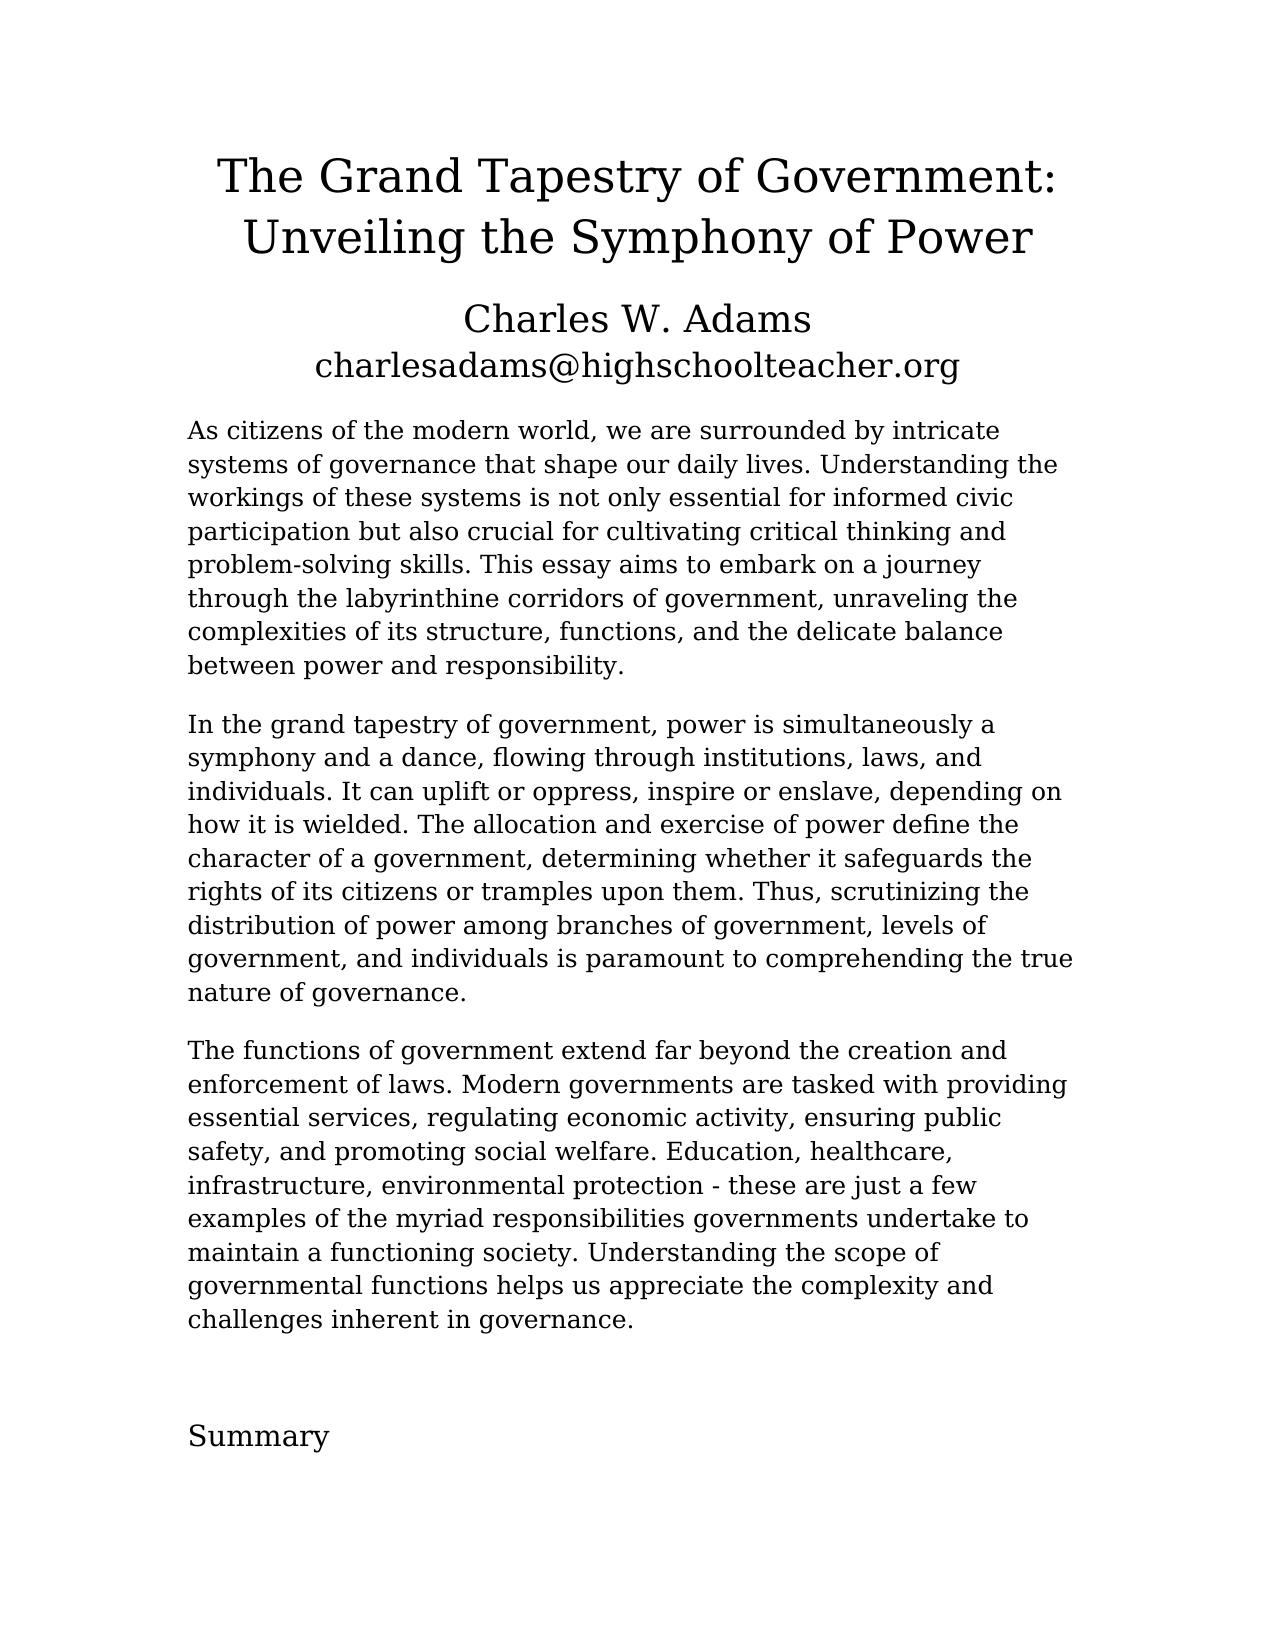 The Grand Tapestry of Government:
Unveiling the Symphony of Power
Charles W. Adams
charlesadams@highschoolteacher.org
As citizens of the modern world, we are surrounded by intricate
systems of governance that shape our daily lives. Understanding the
workings of these systems is not only essential for informed civic
participation but also crucial for cultivating critical thinking and
problem-solving skills. This essay aims to embark on a journey
through the labyrinthine corridors of government, unraveling the
complexities of its structure, functions, and the delicate balance
between power and responsibility.
In the grand tapestry of government, power is simultaneously a
symphony and a dance, flowing through institutions, laws, and
individuals. It can uplift or oppress, inspire or enslave, depending on
how it is wielded. The allocation and exercise of power define the
character of a government, determining whether it safeguards the
rights of its citizens or tramples upon them. Thus, scrutinizing the
distribution of power among branches of government, levels of
government, and individuals is paramount to comprehending the true
nature of governance.
The functions of government extend far beyond the creation and
enforcement of laws. Modern governments are tasked with providing
essential services, regulating economic activity, ensuring public
safety, and promoting social welfare. Education, healthcare,
infrastructure, environmental protection - these are just a few
examples of the myriad responsibilities governments undertake to
maintain a functioning society. Understanding the scope of
governmental functions helps us appreciate the complexity and
challenges inherent in governance.
Summary